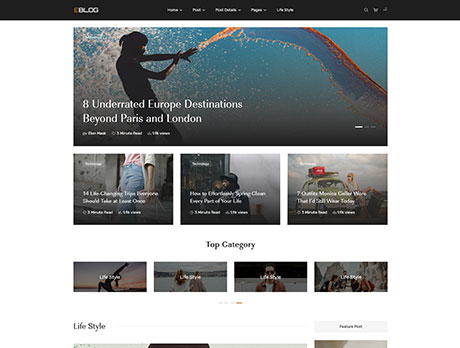 EBLOG
Home Post Post Details Pages Life Style
8 Underrated Europe Destinations
Beyond Paris and London
3 Minute Read 1.9k views
Technology Technology Technology
14 Life-Changing Trips Everyone
Should Take at Least Once
3 Minute Read 1.9k views
How to Effortlessly Spring Clean
Every Part of Your Life
3 Minute Read 1.9k views
7 Outfits Monica Geller Wore
That I'd Still Wear Today
3 Minute Read 1.9k views
Top Category
Life Style Life Style Life Style Life Style
Life Style
Feature Post